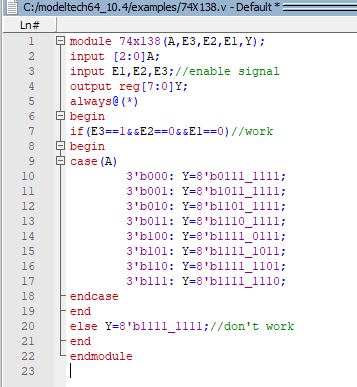 C:/modeltech64_10.4/examples/74X138.v - Default *
Ln#
1 module 74x138(A,E3,E2,E1,Y);
2 input [2:0]A;
3 input E1,E2,E3;//enable signal
4 output reg[7:0]Y;
5 always@(*)
6 begin
7 if(E3==1&&E2==0&&E1==0)//work
8 begin
9 case(A)
10 3'b000: Y=8'b0111_1111;
11 3'b001: Y=8'b1011_1111;
12 3'b010: Y=8'b1101_1111;
13 3'b011: Y=8'b1110_1111;
14 3'b100: Y=8'b1111_0111;
15 3'b101: Y=8'b1111_1011;
16 3'b110: Y=8'b1111_1101;
17 3'b111: Y=8'b1111_1110;
18 endcase
19 end
20 else Y=8'b1111_1111;//don't work
21 end
22 endmodule
23